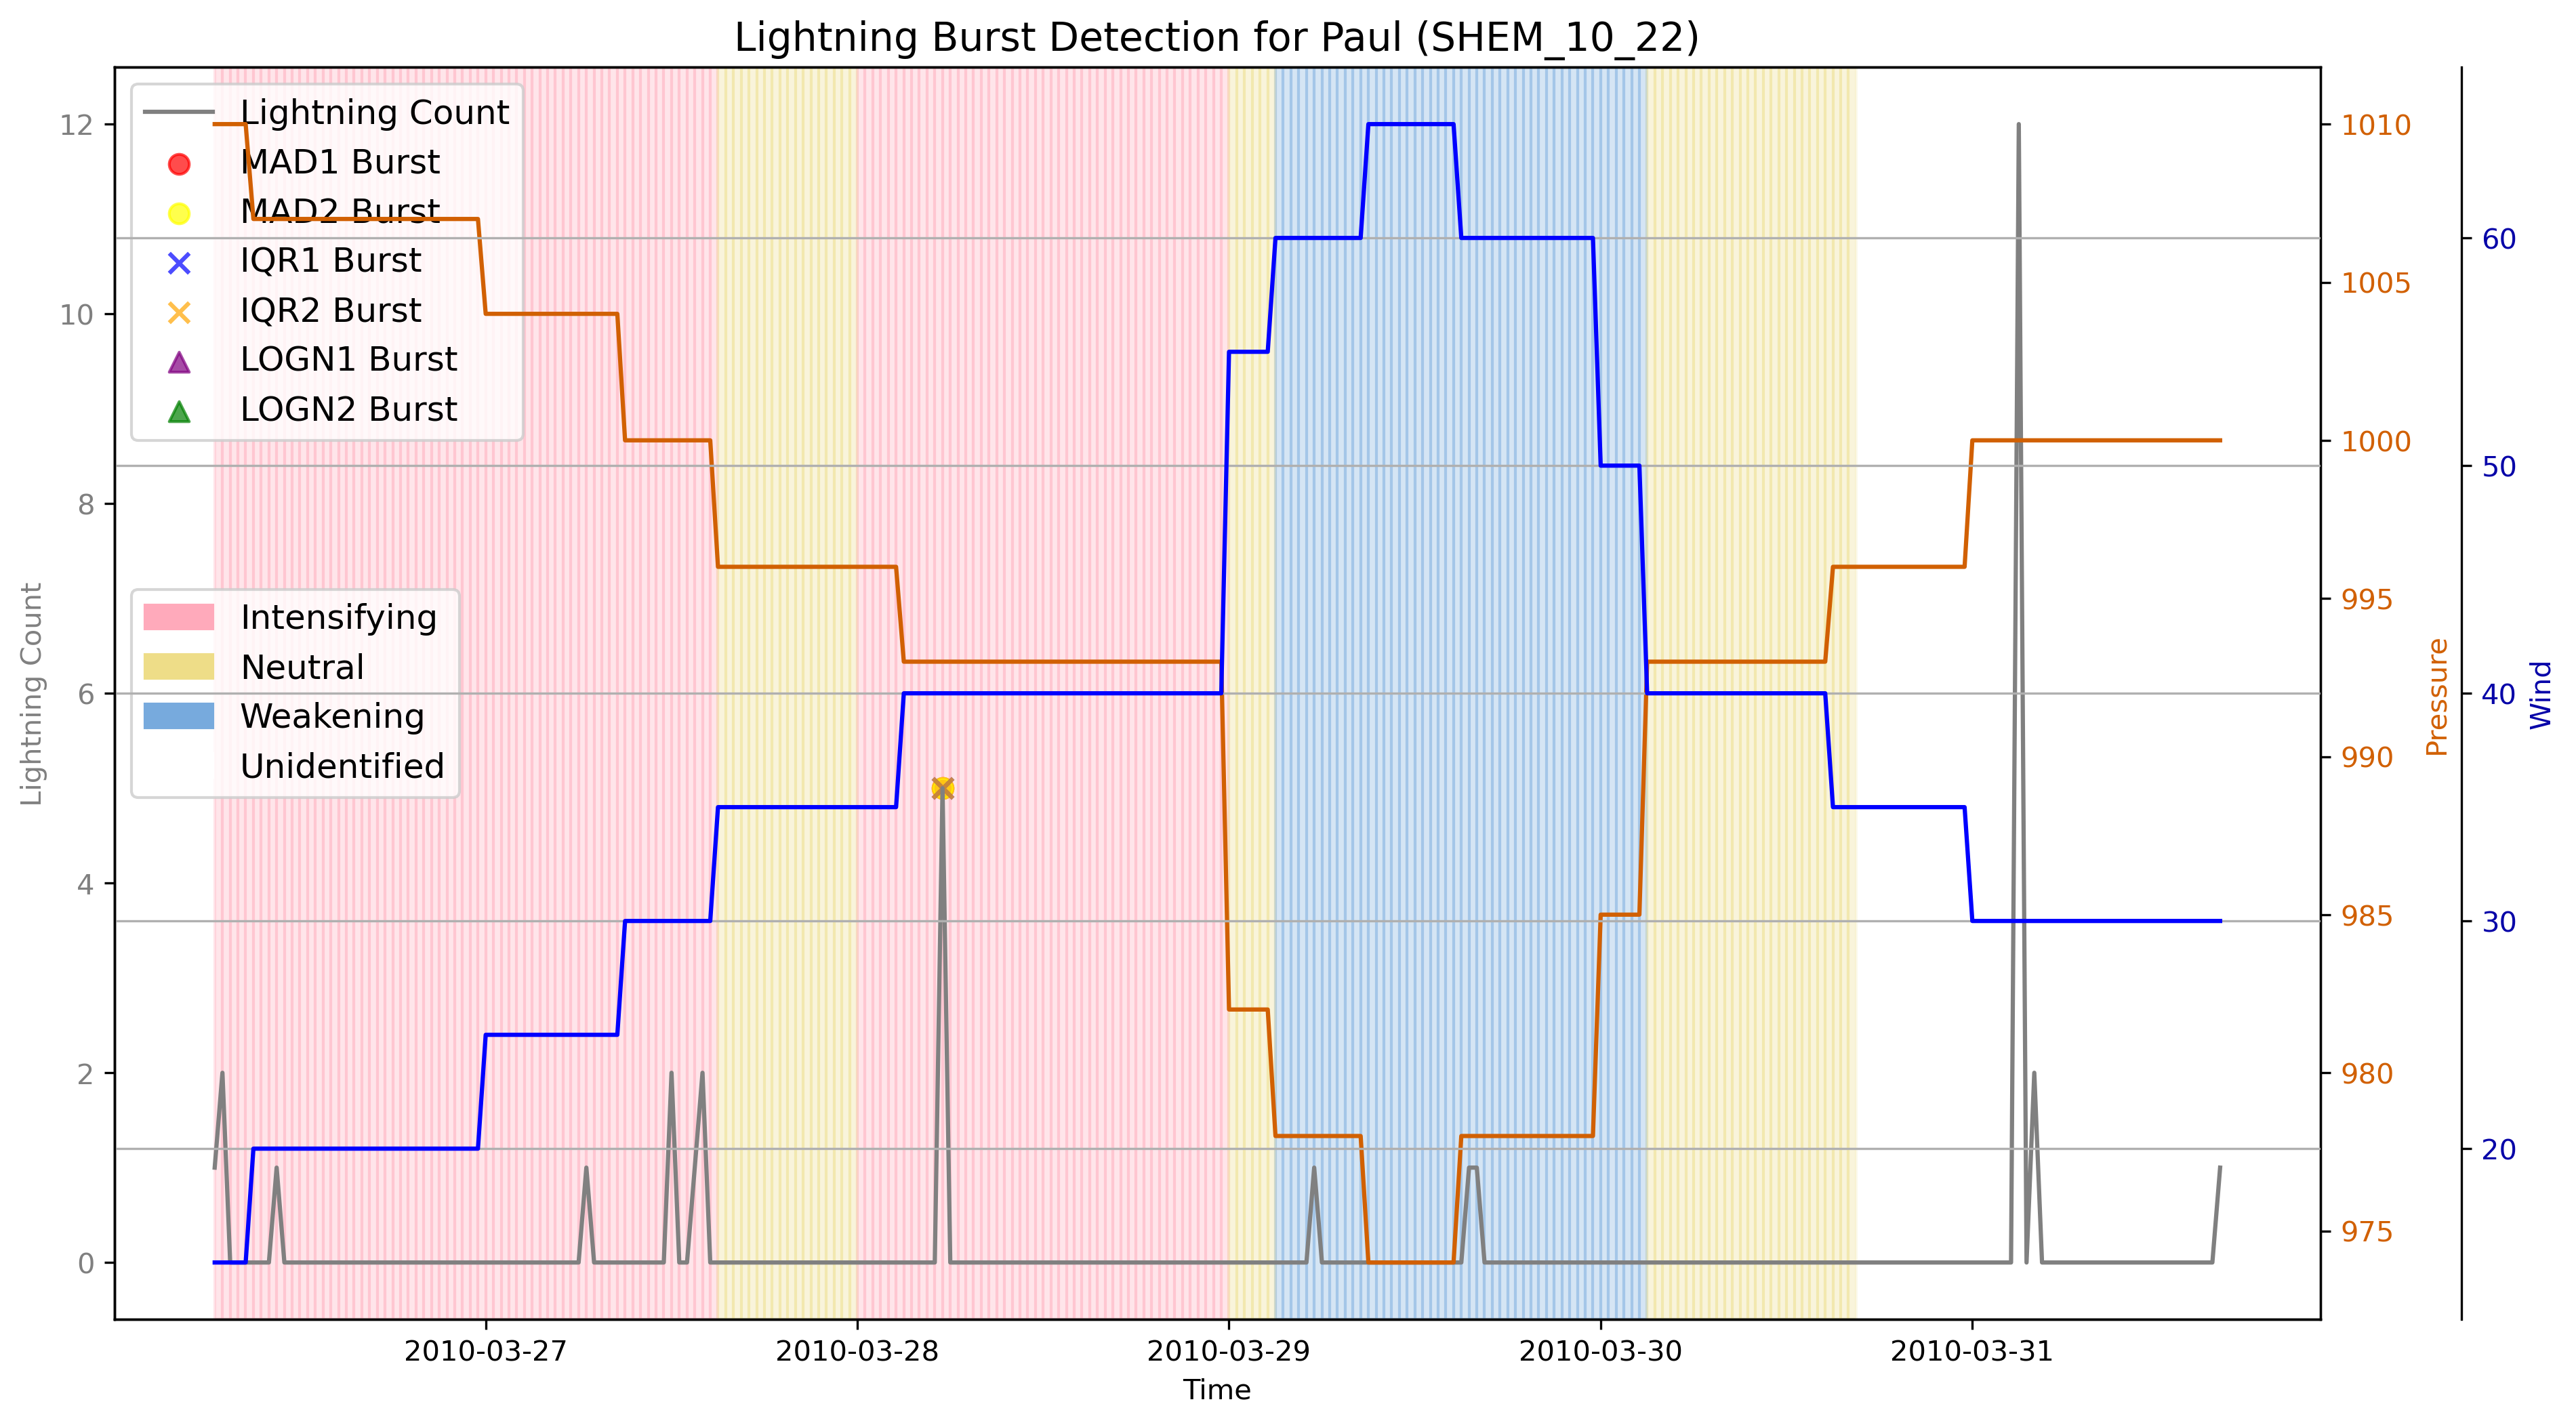 Lightning Burst Detection for Paul (SHEM_10_22)
Lightning Count
MAD1 Burst
MAD2 Burst
IQR1 Burst
IQR2 Burst
LOGN1 Burst
LOGN2 Burst
Intensifying
Neutral
Weakening
Unidentified
Lightning Count
12
10
8
6
4
2
0
1010
1005
1000
995
990
985
980
975
Pressure
60
50
40
30
20
Wind
2010-03-27
2010-03-28
2010-03-29
2010-03-30
2010-03-31
Time